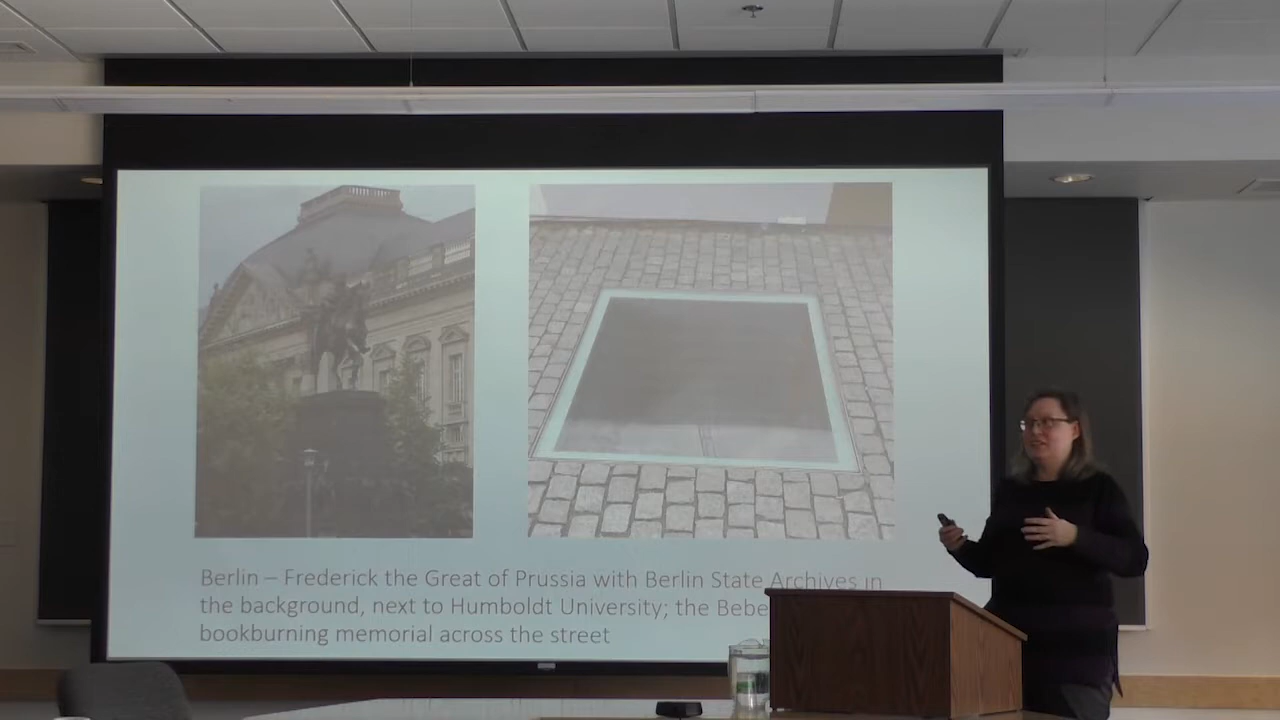 Berlin – Frederick the Great of Prussia with Berlin State Archives in
the background, next to Humboldt University; the
bookburning memorial across the street